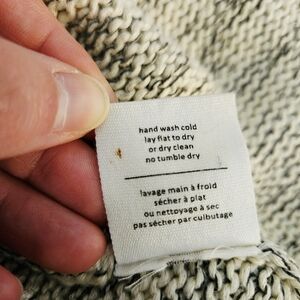 hand wash cold
lay flat to dry
or dry clean
no tumble dry
lavage main à froid
sécher à plat
ou nettoyage à sec
pas sécher par culbutage